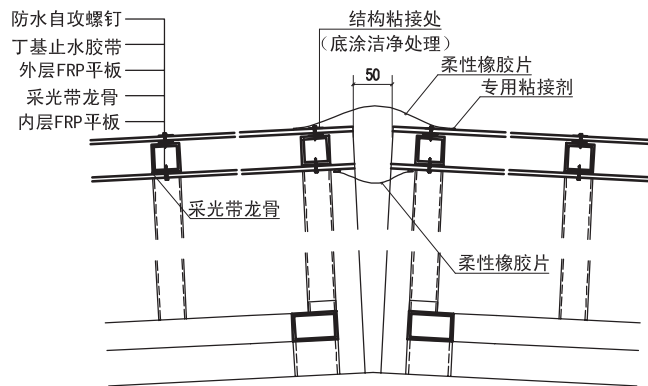 防水自攻螺钉
丁基止水胶带
外层FRP平板
采光带龙骨
内层FRP平板
结构粘接处
（底涂洁净处理）
50
柔性橡胶片
专用粘接剂
采光带龙骨
柔性橡胶片